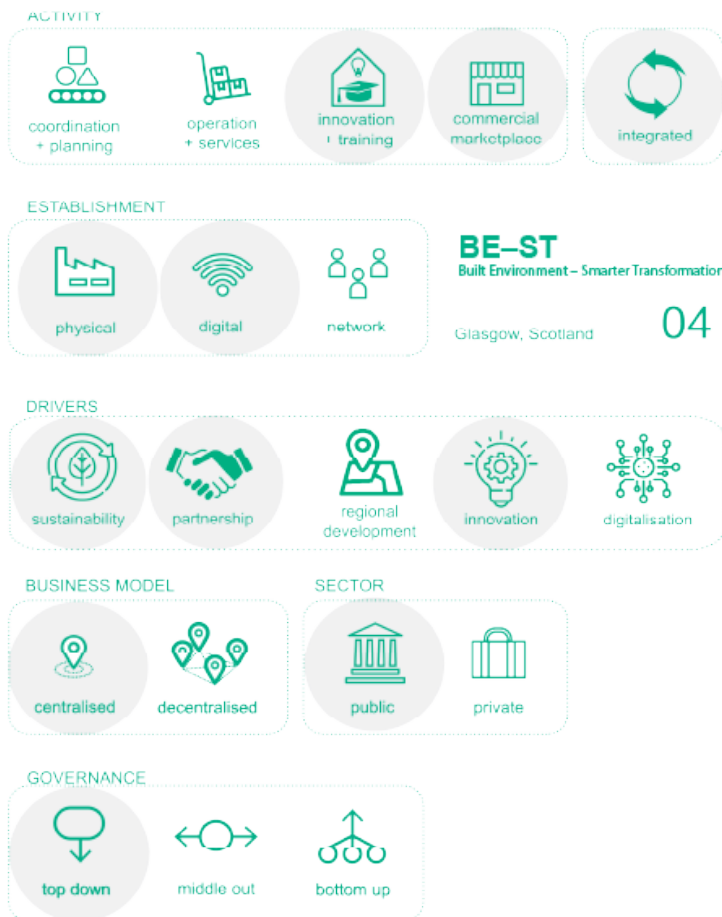 ACTIVITY
coordination
+ planning
operation
+ services
innovation
+ training
commercial
marketplace
integrated
ESTABLISHMENT
physical
digital
network
BE–ST
Built Environment – Smarter Transformation
Glasgow, Scotland
04
DRIVERS
sustainability
partnership
regional
development
innovation
digitalisation
BUSINESS MODEL
centralised
decentralised
SECTOR
public
private
GOVERNANCE
top down
middle out
bottom up